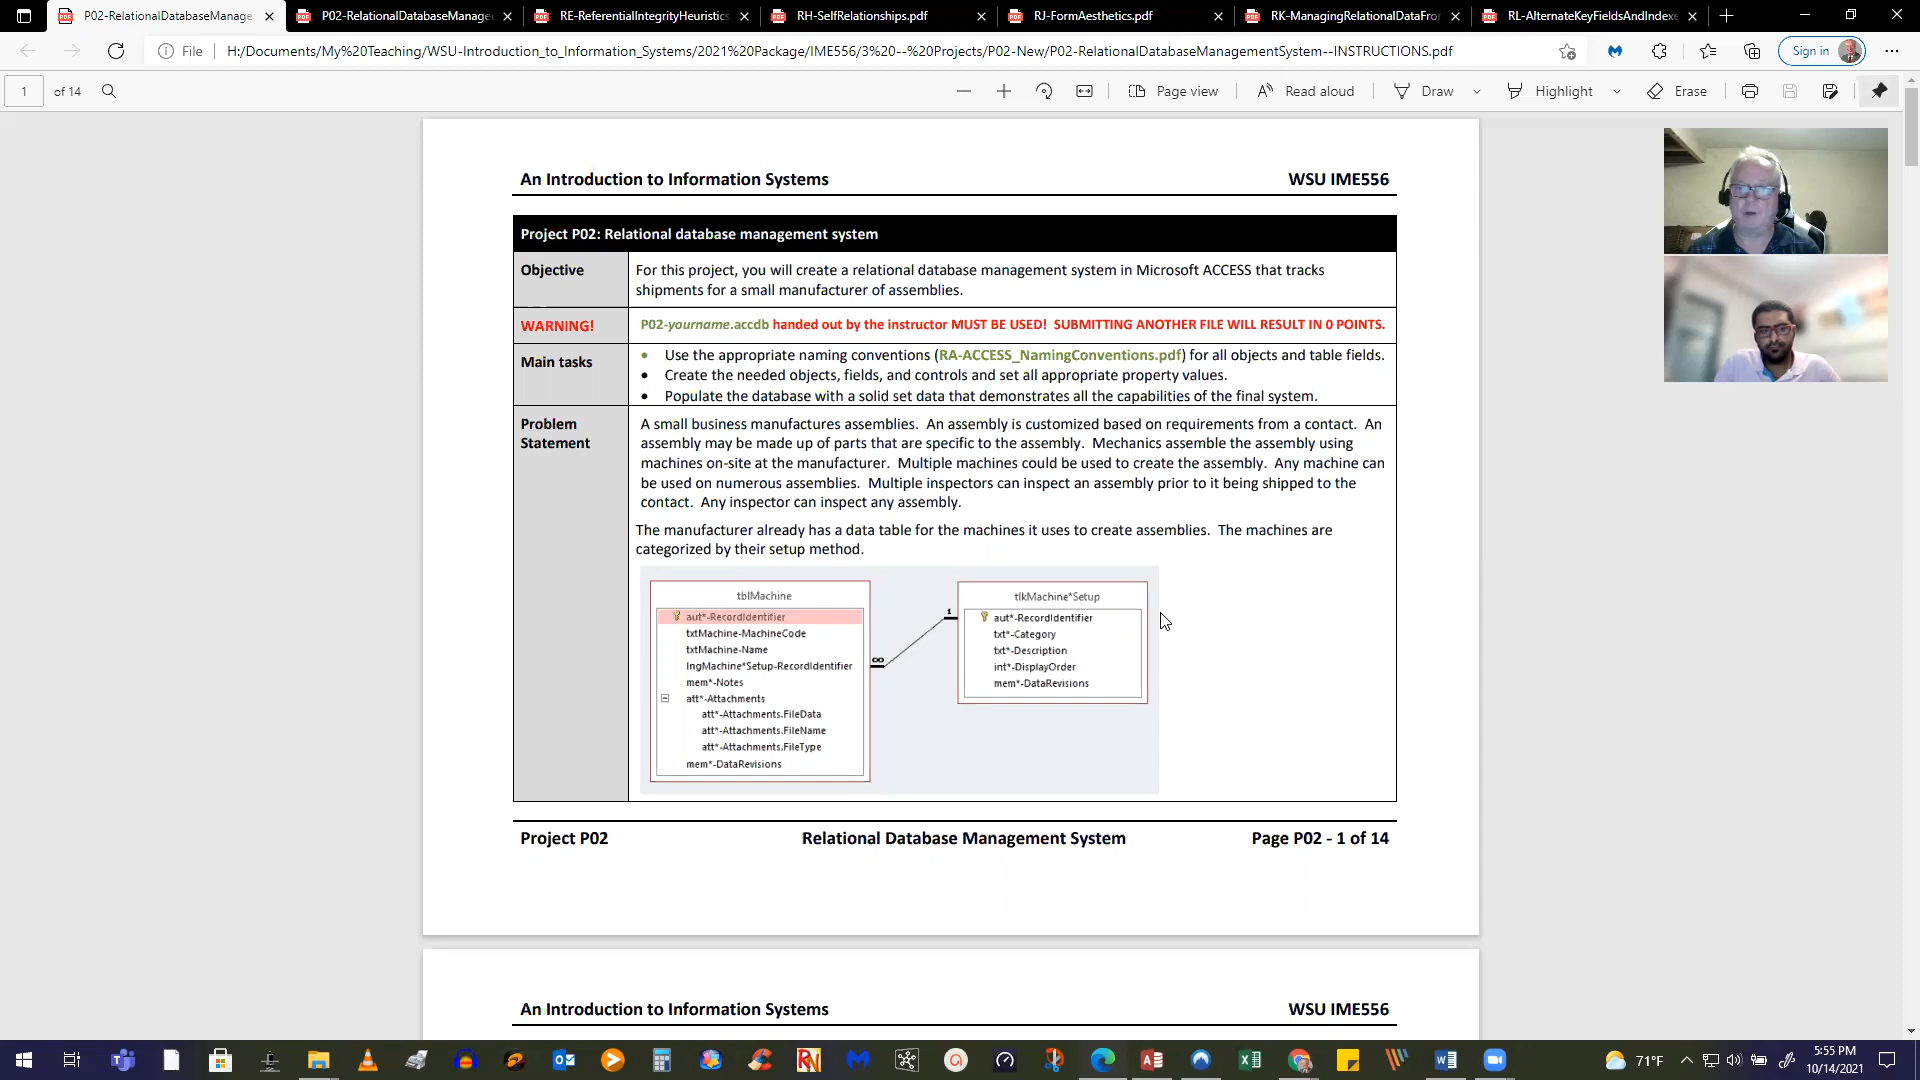 P02-RelationalDatabaseManage
P02-RelationalDatabaseManage
RE-ReferentialIntegrityHeuristics
RH-SelfRelationships.pdf
RJ-FormAesthetics.pdf
RK-ManagingRelationalDataFro
RL-AlternateKeyFieldsAndIndexe
File
H:/Documents/My%20Teaching/WSU-Introduction_to_Information_Systems/2021%20Package/IME556/3%20--%20Projects/P02-New/P02-RelationalDatabaseManagementSystem--INSTRUCTIONS.pdf
Sign in
1 of 14
Page view
Read aloud
Draw
Highlight
Erase
An Introduction to Information Systems WSU IME556
Project P02: Relational database management system
Objective
For this project, you will create a relational database management system in Microsoft ACCESS that tracks
shipments for a small manufacturer of assemblies.
WARNING!
P02-yourname.accdb handed out by the instructor MUST BE USED! SUBMITTING ANOTHER FILE WILL RESULT IN 0 POINTS.
Main tasks
• Use the appropriate naming conventions (RA-ACCESS_NamingConventions.pdf) for all objects and table fields.
• Create the needed objects, fields, and controls and set all appropriate property values.
• Populate the database with a solid set data that demonstrates all the capabilities of the final system.
Problem
Statement
A small business manufactures assemblies. An assembly is customized based on requirements from a contact. An
assembly may be made up of parts that are specific to the assembly. Mechanics assemble the assembly using
machines on-site at the manufacturer. Multiple machines could be used to create the assembly. Any machine can
be used on numerous assemblies. Multiple inspectors can inspect an assembly prior to it being shipped to the
contact. Any inspector can inspect any assembly.
The manufacturer already has a data table for the machines it uses to create assemblies. The machines are
categorized by their setup method.
tblMachine
aut*-RecordIdentifier
txtMachine-MachineCode
txtMachine-Name
lngMachine*Setup-RecordIdentifier
mem*-Notes
att*-Attachments
att*-Attachments.FileData
att*-Attachments.FileName
att*-Attachments.FileType
mem*-DataRevisions
∞
1
tlkMachine*Setup
aut*-RecordIdentifier
txt*-Category
txt*-Description
int*-DisplayOrder
mem*-DataRevisions
Project P02 Relational Database Management System Page P02 - 1 of 14
An Introduction to Information Systems WSU IME556
71°F
5:55 PM
10/14/2021